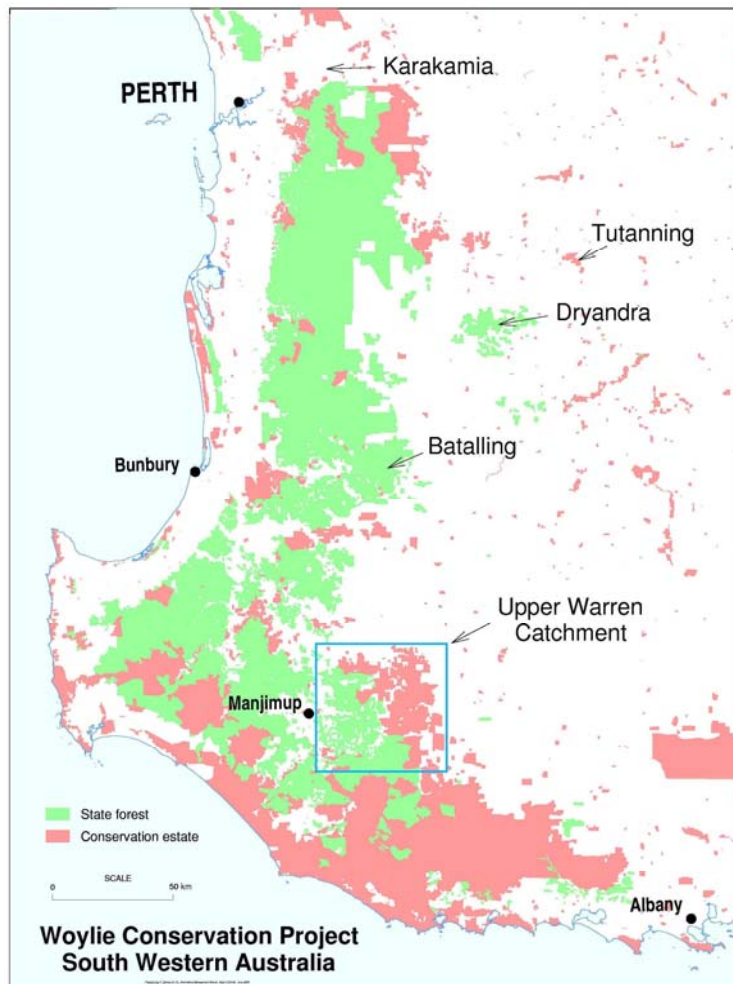 Karakamia
PERTH
Tutanning
Dryandra
Batalling
Bunbury
Upper Warren
Catchment
Manjimup
State forest
Conservation estate
SCALE
0 50 km
Albany
Woylie Conservation Project
South Western Australia